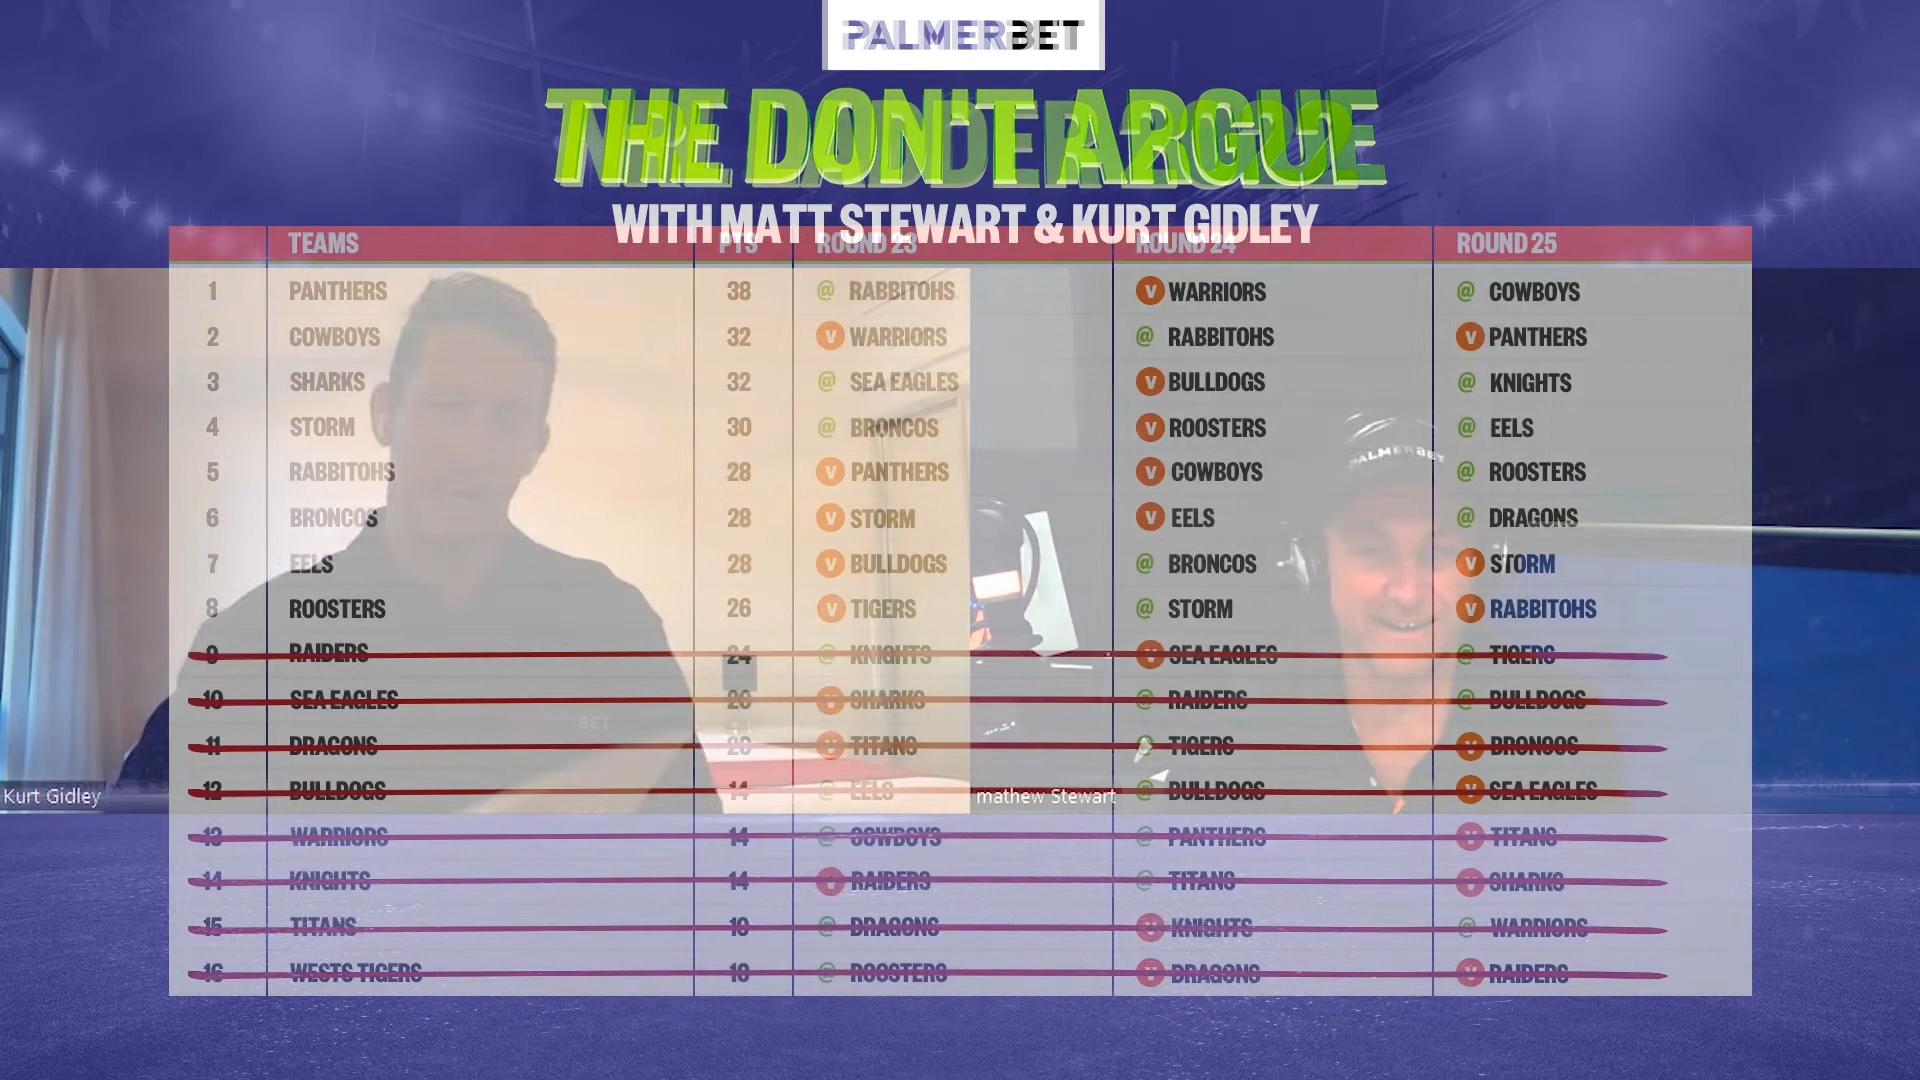 PALMERBET
THE DON'T ARGUE
NRL LADDER 2022
WITH MATT STEWART & KURT GIDLEY
TEAMS PTS ROUND 23 ROUND 24 ROUND 25
1 PANTHERS 38 @ RABBITOHS V WARRIORS @ COWBOYS
2 COWBOYS 32 V WARRIORS @ RABBITOHS V PANTHERS
3 SHARKS 32 @ SEA EAGLES V BULLDOGS @ KNIGHTS
4 STORM 30 @ BRONCOS V ROOSTERS @ EELS
PALMERBET
5 RABBITOHS 28 V PANTHERS V COWBOYS @ ROOSTERS
6 BRONCOS 28 V STORM V EELS @ DRAGONS
7 EELS 28 V BULLDOGS @ BRONCOS V STORM
8 ROOSTERS 26 V TIGERS @ STORM V RABBITOHS
9 RAIDERS 24 @ KNIGHTS V SEA EAGLES @ TIGERS
10 SEA EAGLES 20 V SHARKS @ RAIDERS @ BULLDOGS
BET
11 DRAGONS 20 V TITANS @ TIGERS V BRONCOS
12 BULLDOGS 14 @ EELS @ BULLDOGS V SEA EAGLES
Kurt Gidley
mathew Stewart
13 WARRIORS 14 @ COWBOYS @ PANTHERS V TITANS
14 KNIGHTS 14 V RAIDERS @ TITANS V SHARKS
15 TITANS 10 @ DRAGONS V KNIGHTS @ WARRIORS
16 WESTS TIGERS 10 @ ROOSTERS V DRAGONS V RAIDERS